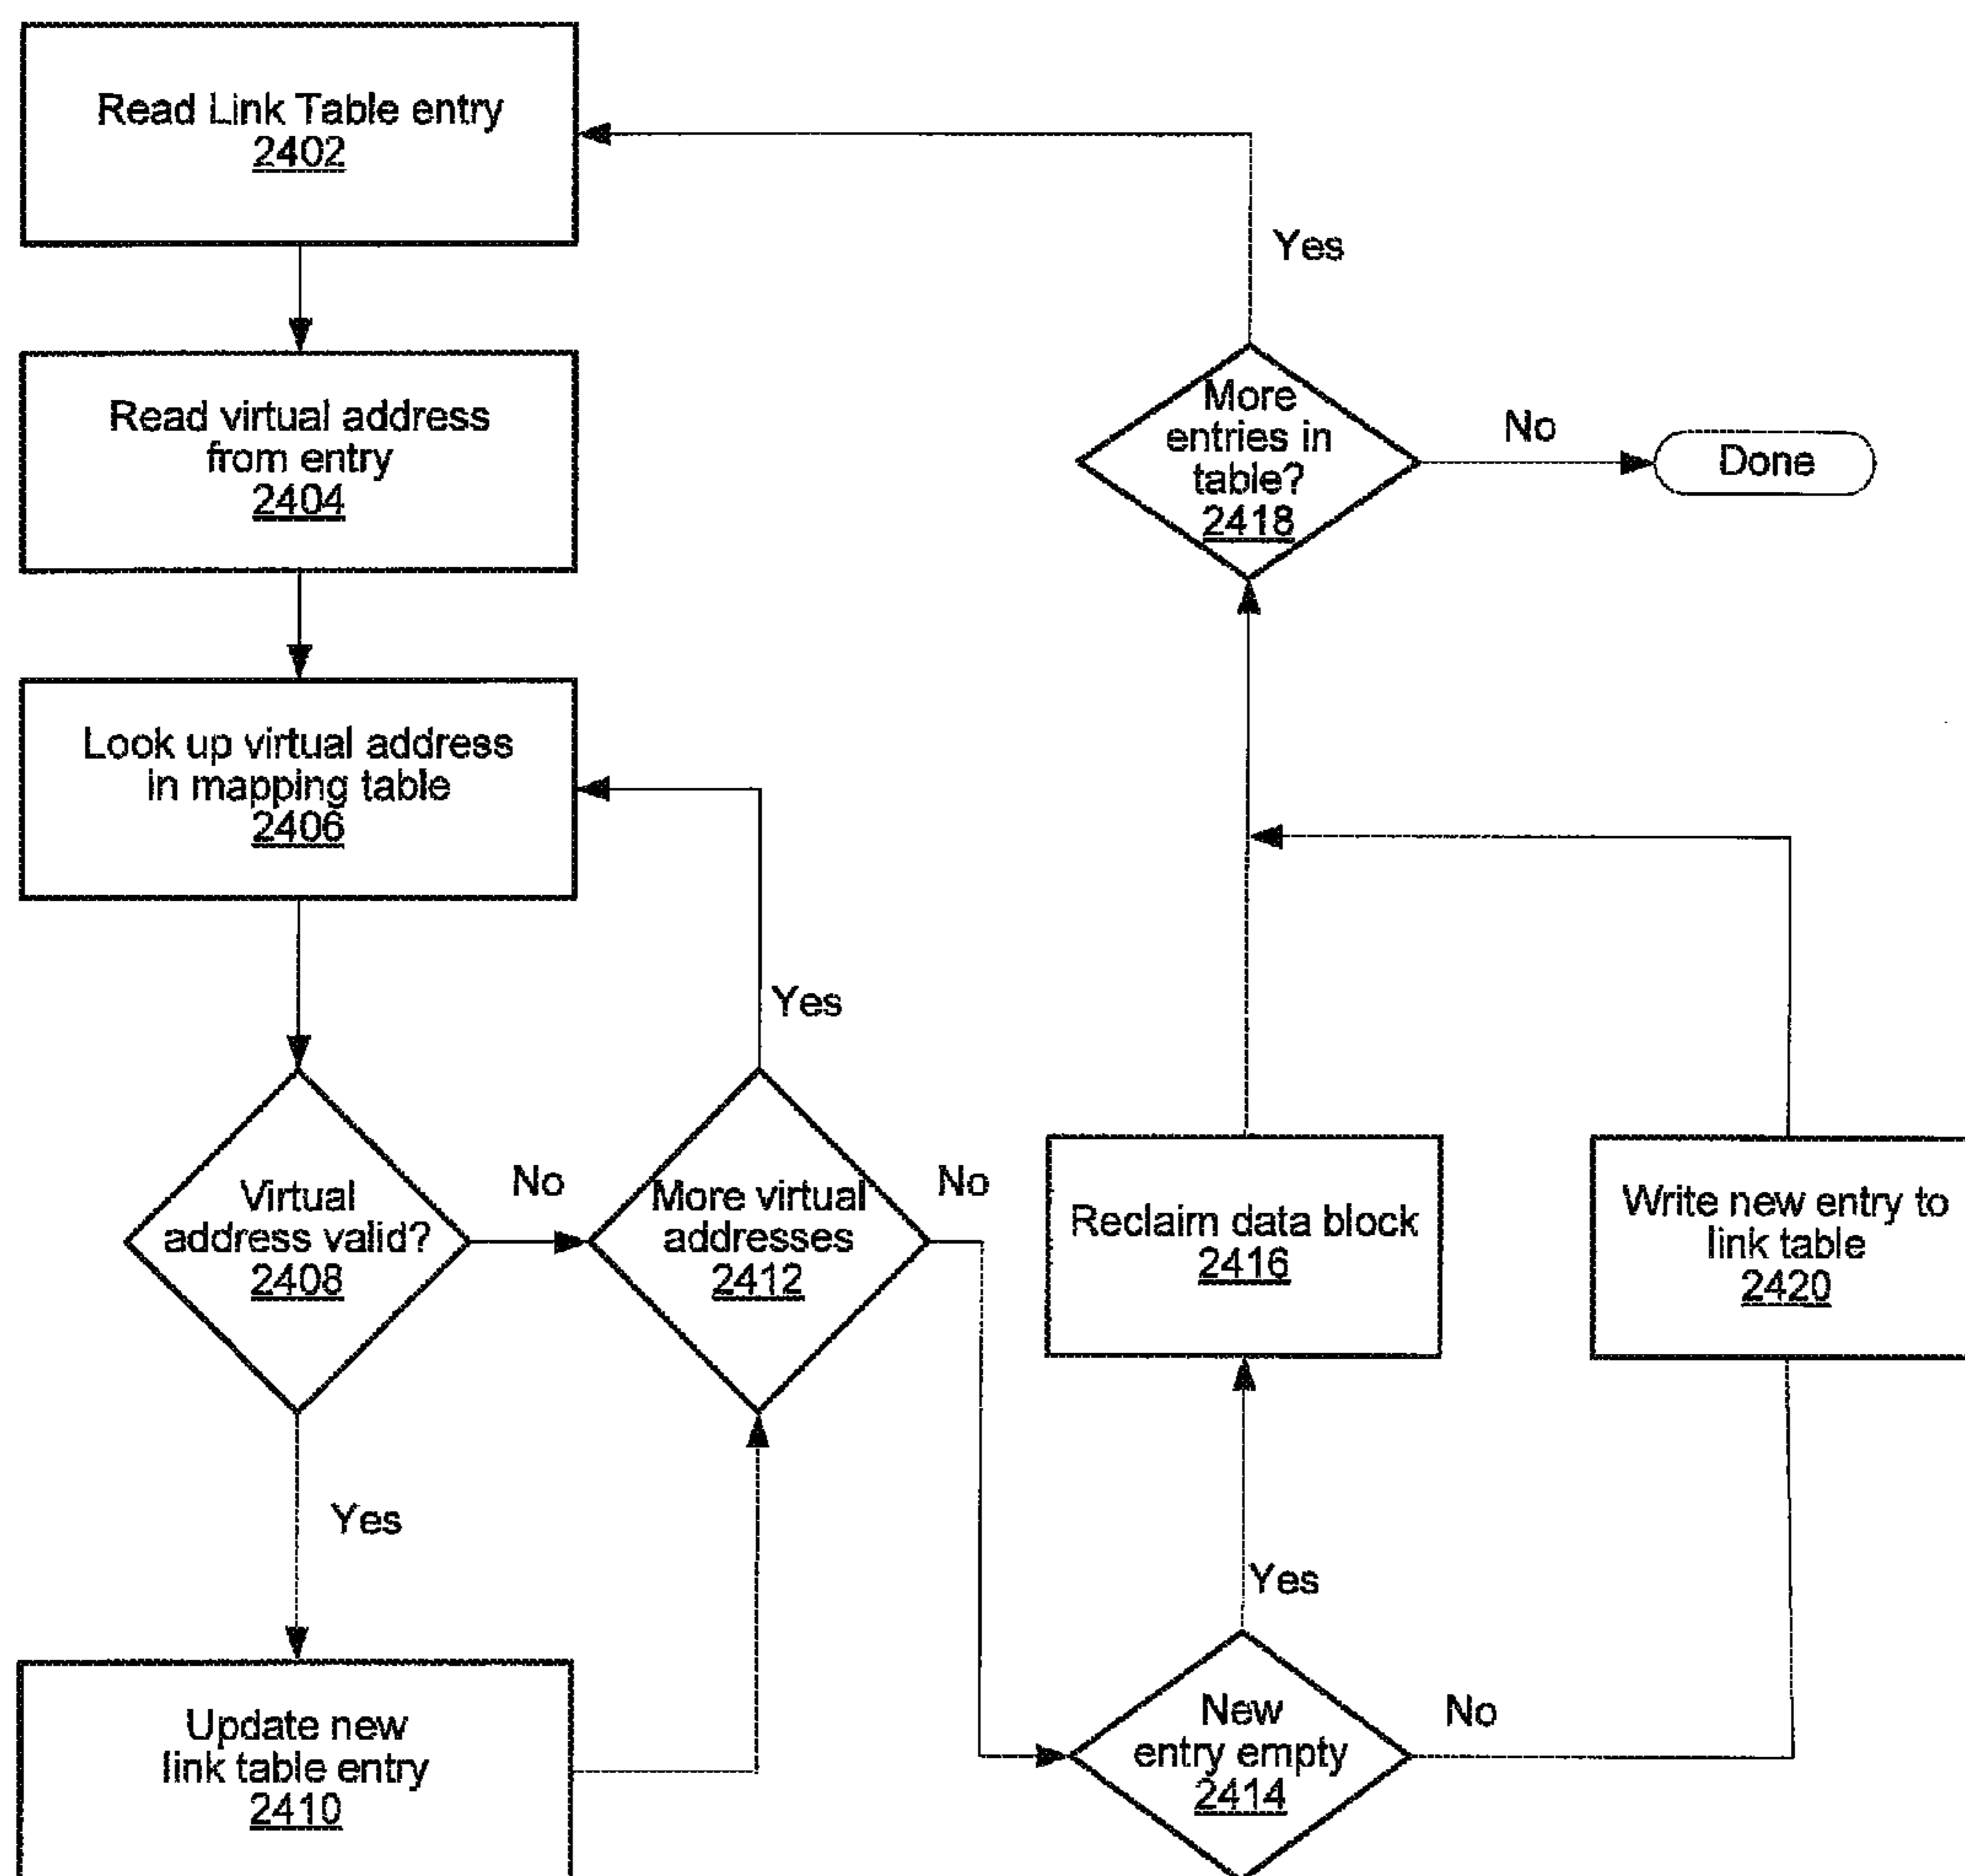 Read Link Table entry
2402
Yes
Read virtual address
from entry
2404
More
entries in
table?
2418
No
Done
Look up virtual address
in mapping table
2406
Yes
Virtual
address valid?
2408
No
More virtual
addresses
2412
No
Reclaim data block
2416
Write new entry to
link table
2420
Yes
Update new
link table entry
2410
Yes
New
entry empty
2414
No